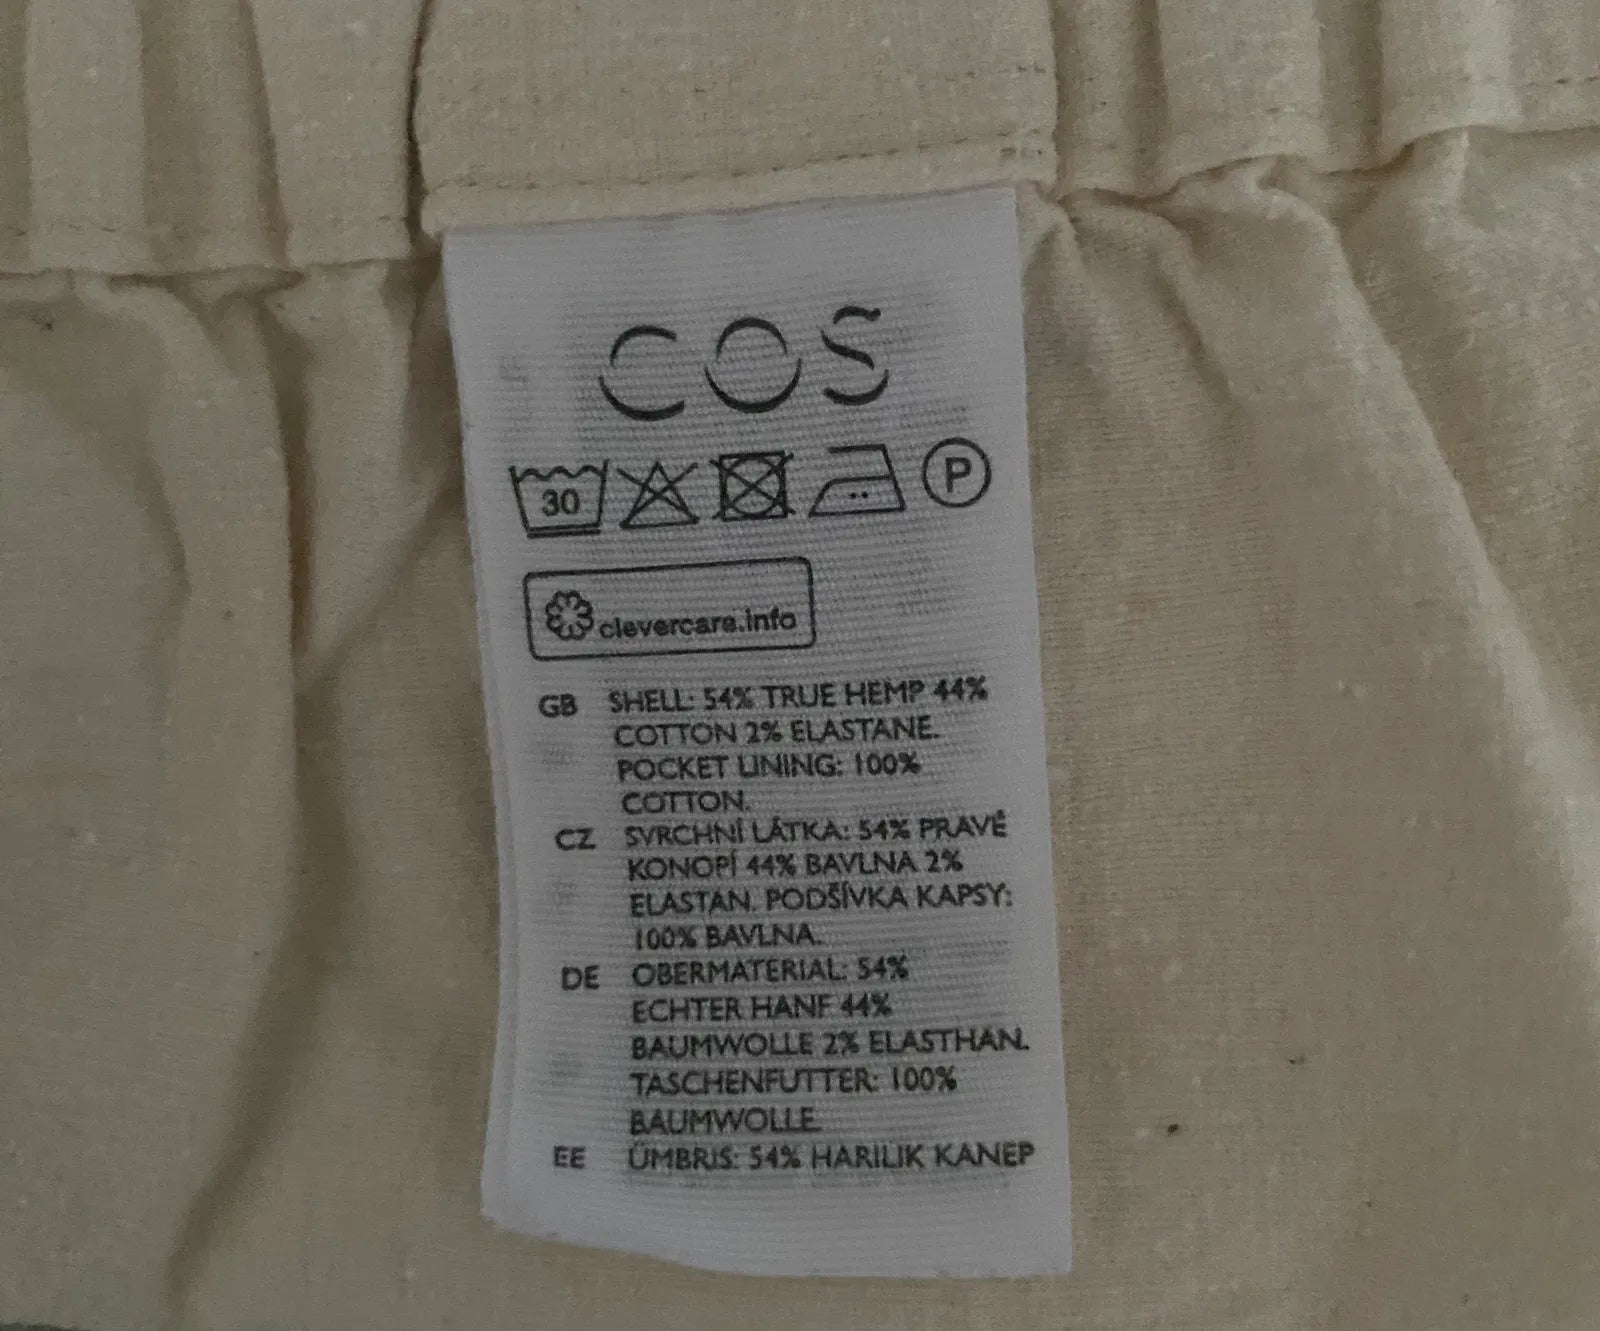 COS
30 P
clevercare.info
GB SHELL: 54% TRUE HEMP 44%
COTTON 2% ELASTANE.
POCKET LINING: 100%
COTTON.
CZ SVRCHNÍ LÁTKA: 54% PRAVÉ
KONOPÍ 44% BAVLNA 2%
ELASTAN. PODŠÍVKA KAPSY:
100% BAVLNA.
DE OBERMATERIAL: 54%
ECHTER HANF 44%
BAUMWOLLE 2% ELASTHAN.
TASCHENFUTTER: 100%
BAUMWOLLE.
EE ÜMBRIS: 54% HARILIK KANEP